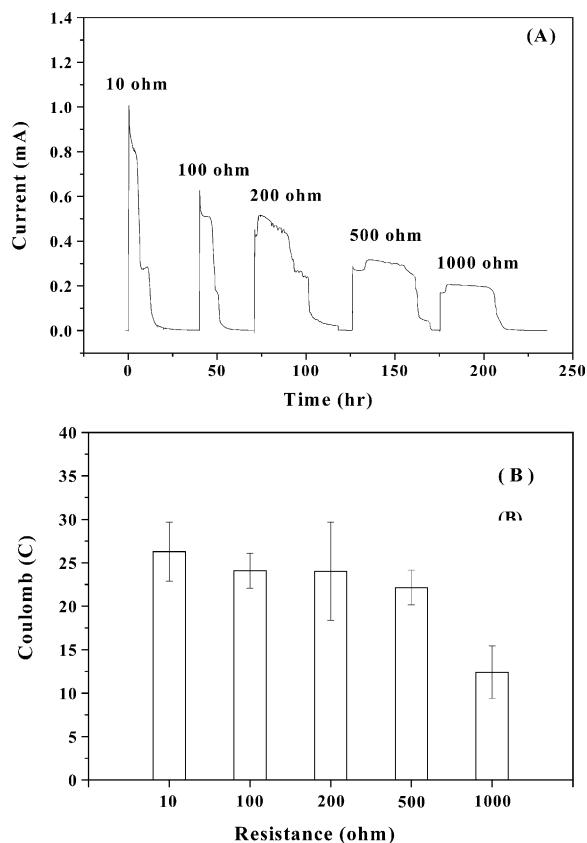 1.4
(A)
1.2
10 ohm
1.0
0.8
100 ohm
0.6
200 ohm
500 ohm
0.4
1000 ohm
0.2
0.0
0 50 100 150 200 250
Current (mA)
Time (hr)
40
35
( B )
30
(B)
25
20
15
10
5
0
10 100 200 500 1000
Coulomb (C)
Resistance (ohm)